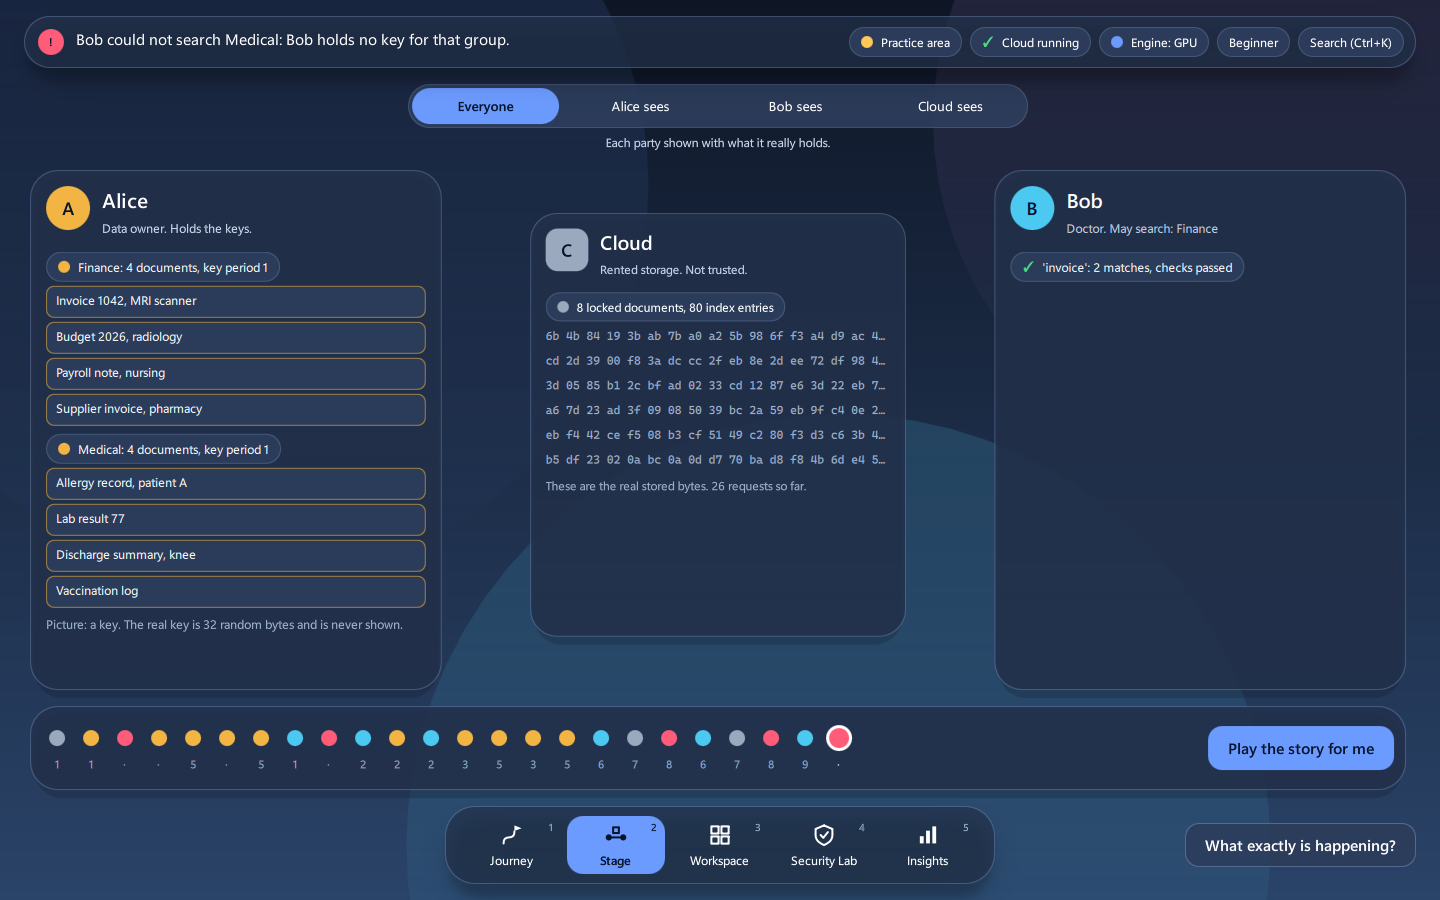 !
Bob could not search Medical: Bob holds no key for that group.
Practice area
✓ Cloud running
Engine: GPU
Beginner
Search (Ctrl+K)
Everyone
Alice sees
Bob sees
Cloud sees
Each party shown with what it really holds.
A
Alice
Data owner. Holds the keys.
Finance: 4 documents, key period 1
Invoice 1042, MRI scanner
Budget 2026, radiology
Payroll note, nursing
Supplier invoice, pharmacy
Medical: 4 documents, key period 1
Allergy record, patient A
Lab result 77
Discharge summary, knee
Vaccination log
Picture: a key. The real key is 32 random bytes and is never shown.
C
Cloud
Rented storage. Not trusted.
8 locked documents, 80 index entries
6b 4b 84 19 3b ab 7b a0 a2 5b 98 6f f3 a4 d9 ac 4…
cd 2d 39 00 f8 3a dc cc 2f eb 8e 2d ee 72 df 98 4…
3d 05 85 b1 2c bf ad 02 33 cd 12 87 e6 3d 22 eb 7…
a6 7d 23 ad 3f 09 08 50 39 bc 2a 59 eb 9f c4 0e 2…
eb f4 42 ce f5 08 b3 cf 51 49 c2 80 f3 d3 c6 3b 4…
b5 df 23 02 0a bc 0a 0d d7 70 ba d8 f8 4b 6d e4 5…
These are the real stored bytes. 26 requests so far.
B
Bob
Doctor. May search: Finance
✓ 'invoice': 2 matches, checks passed
1 1 · · 5 · 5 1 · 2 2 2 3 5 3 5 6 7 8 6 7 8 9 ·
Play the story for me
Journey 1
Stage 2
Workspace 3
Security Lab 4
Insights 5
What exactly is happening?